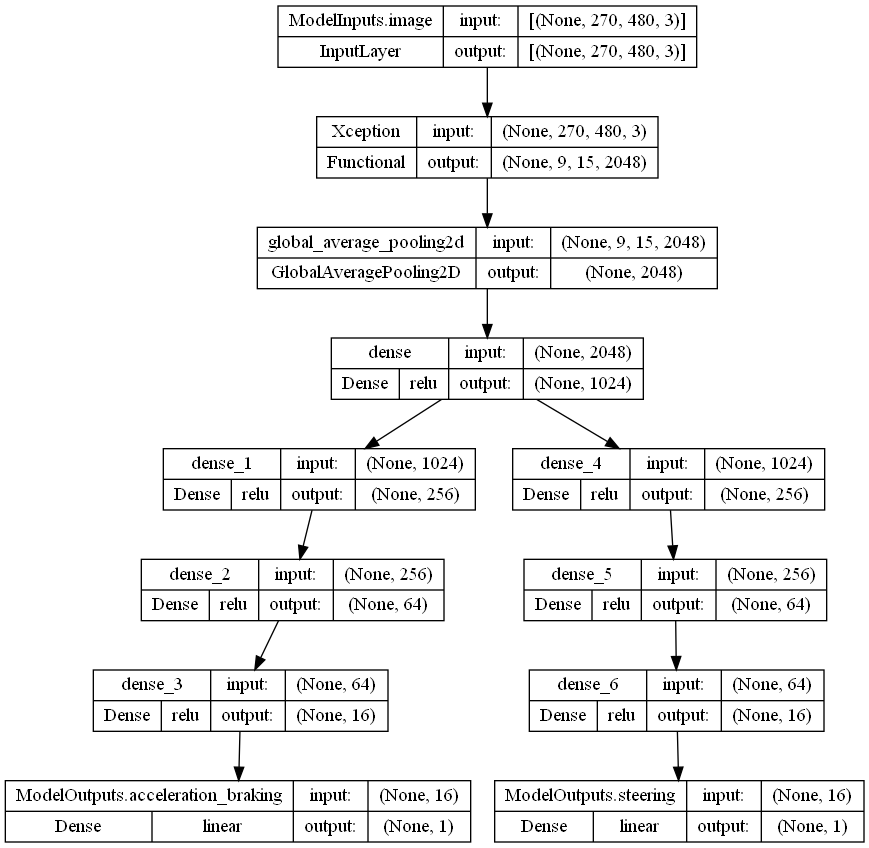 ModelInputs.image input: [(None, 270, 480, 3)]
InputLayer output: [(None, 270, 480, 3)]
Xception input: (None, 270, 480, 3)
Functional output: (None, 9, 15, 2048)
global_average_pooling2d input: (None, 9, 15, 2048)
GlobalAveragePooling2D output: (None, 2048)
dense input: (None, 2048)
Dense relu output: (None, 1024)
dense_1 input: (None, 1024)
Dense relu output: (None, 256)
dense_4 input: (None, 1024)
Dense relu output: (None, 256)
dense_2 input: (None, 256)
Dense relu output: (None, 64)
dense_5 input: (None, 256)
Dense relu output: (None, 64)
dense_3 input: (None, 64)
Dense relu output: (None, 16)
dense_6 input: (None, 64)
Dense relu output: (None, 16)
ModelOutputs.acceleration_braking input: (None, 16)
Dense linear output: (None, 1)
ModelOutputs.steering input: (None, 16)
Dense linear output: (None, 1)